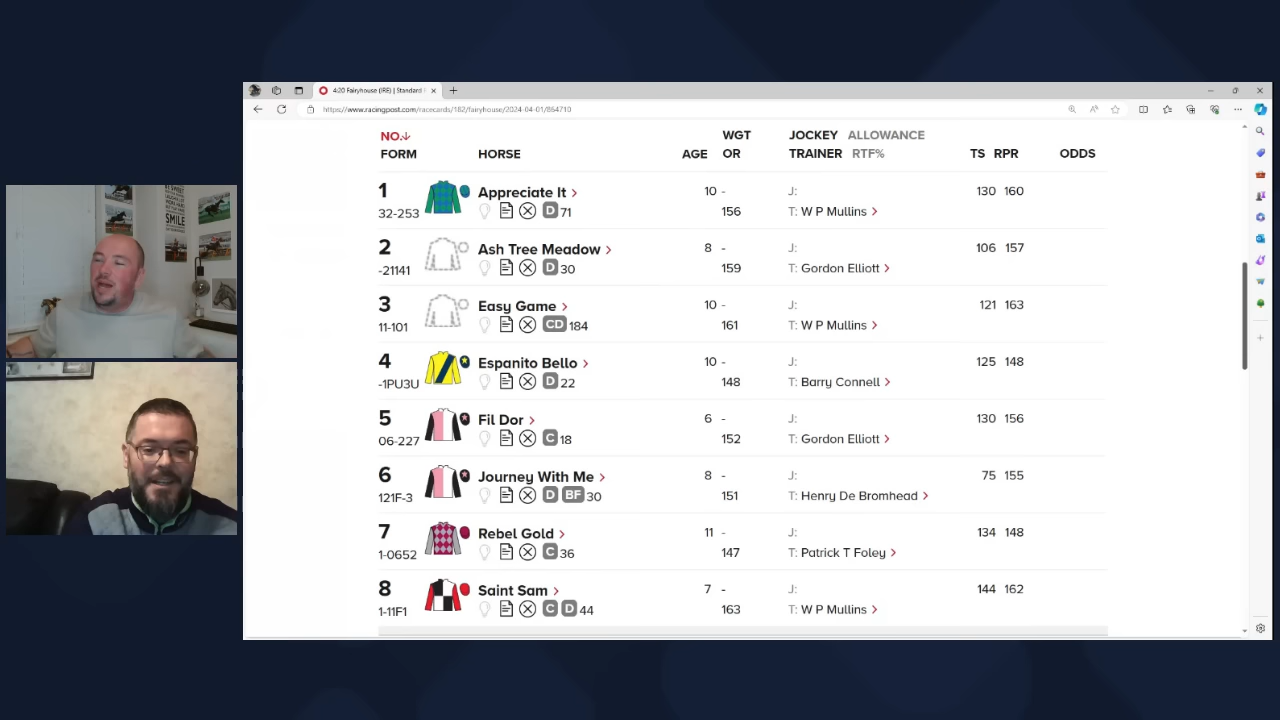 4:20 Fairyhouse (IRE) | Standard
https://www.racingpost.com/racecards/182/fairyhouse/2024-04-01/864710
NO. FORM HORSE AGE WGT OR JOCKEY ALLOWANCE TRAINER RTF% TS RPR ODDS
1 Appreciate It 10 - J: 130 160
32-253 D 71 156 T: W P Mullins
2 Ash Tree Meadow 8 - J: 106 157
-21141 D 30 159 T: Gordon Elliott
3 Easy Game 10 - J: 121 163
11-101 CD 184 161 T: W P Mullins
4 Espanito Bello 10 - J: 125 148
-1PU3U D 22 148 T: Barry Connell
5 Fil Dor 6 - J: 130 156
06-227 C 18 152 T: Gordon Elliott
6 Journey With Me 8 - J: 75 155
121F-3 D BF 30 151 T: Henry De Bromhead
7 Rebel Gold 11 - J: 134 148
1-0652 C 36 147 T: Patrick T Foley
8 Saint Sam 7 - J: 144 162
1-11F1 C D 44 163 T: W P Mullins
SMILE